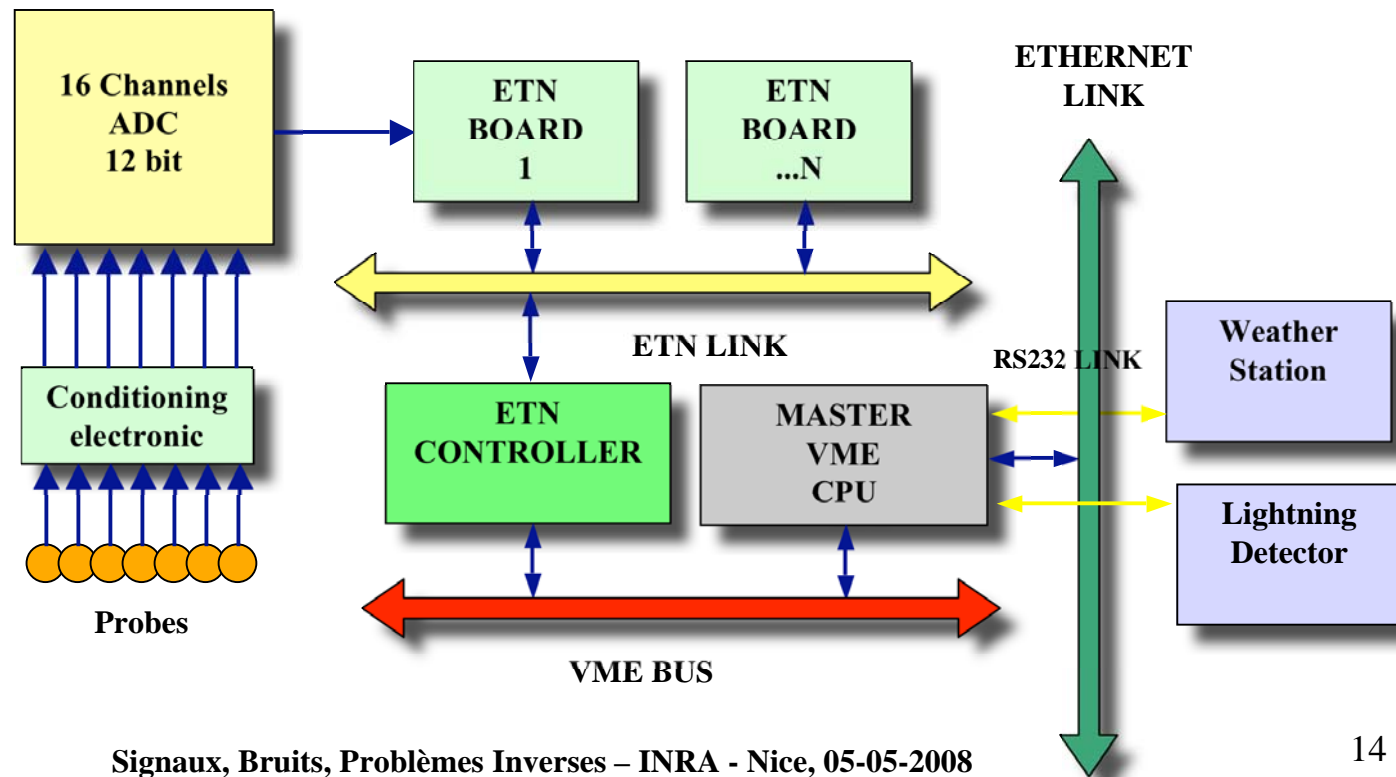 16 Channels
ADC
12 bit
ETN
BOARD
1
ETN
BOARD
...N
ETHERNET
LINK
ETN LINK
RS232 LINK
Weather
Station
Conditioning
electronic
ETN
CONTROLLER
MASTER
VME
CPU
Lightning
Detector
Probes
VME BUS
Signaux, Bruits, Problèmes Inverses – INRA - Nice, 05-05-2008
14